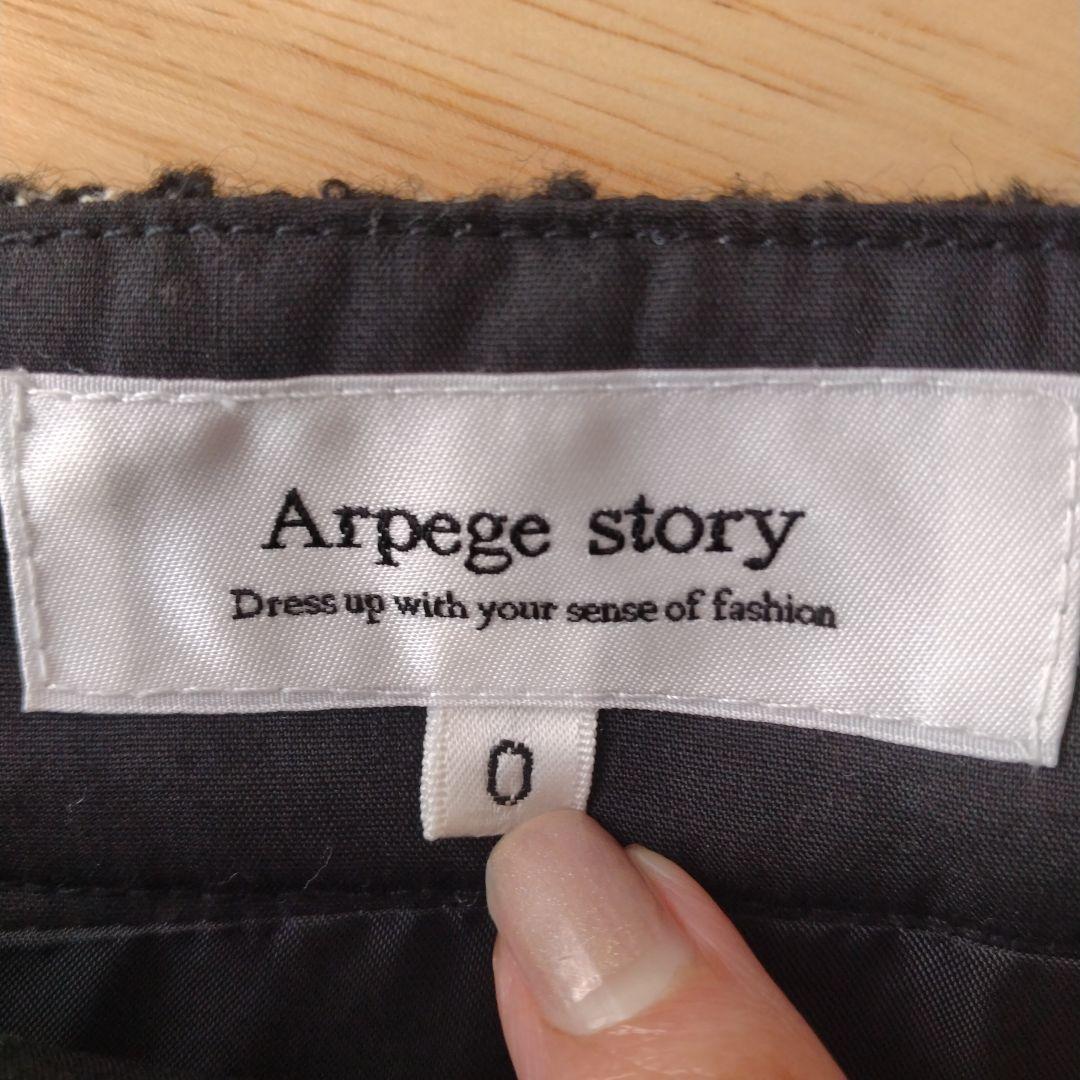 Arpege story
Dress up with your sense of fashion
0